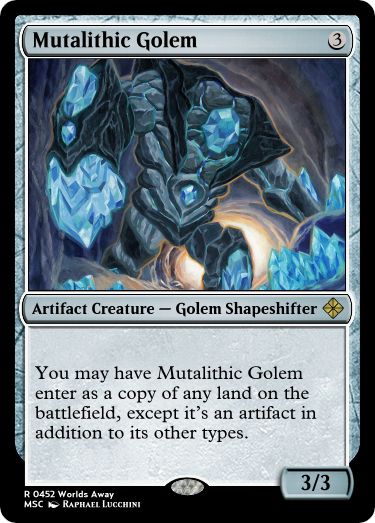 Mutalithic Golem 3
Artifact Creature — Golem Shapeshifter
You may have Mutalithic Golem
enter as a copy of any land on the
battlefield, except it's an artifact in
addition to its other types.
3/3
R 0452 Worlds Away
MSC Raphael Lucchini